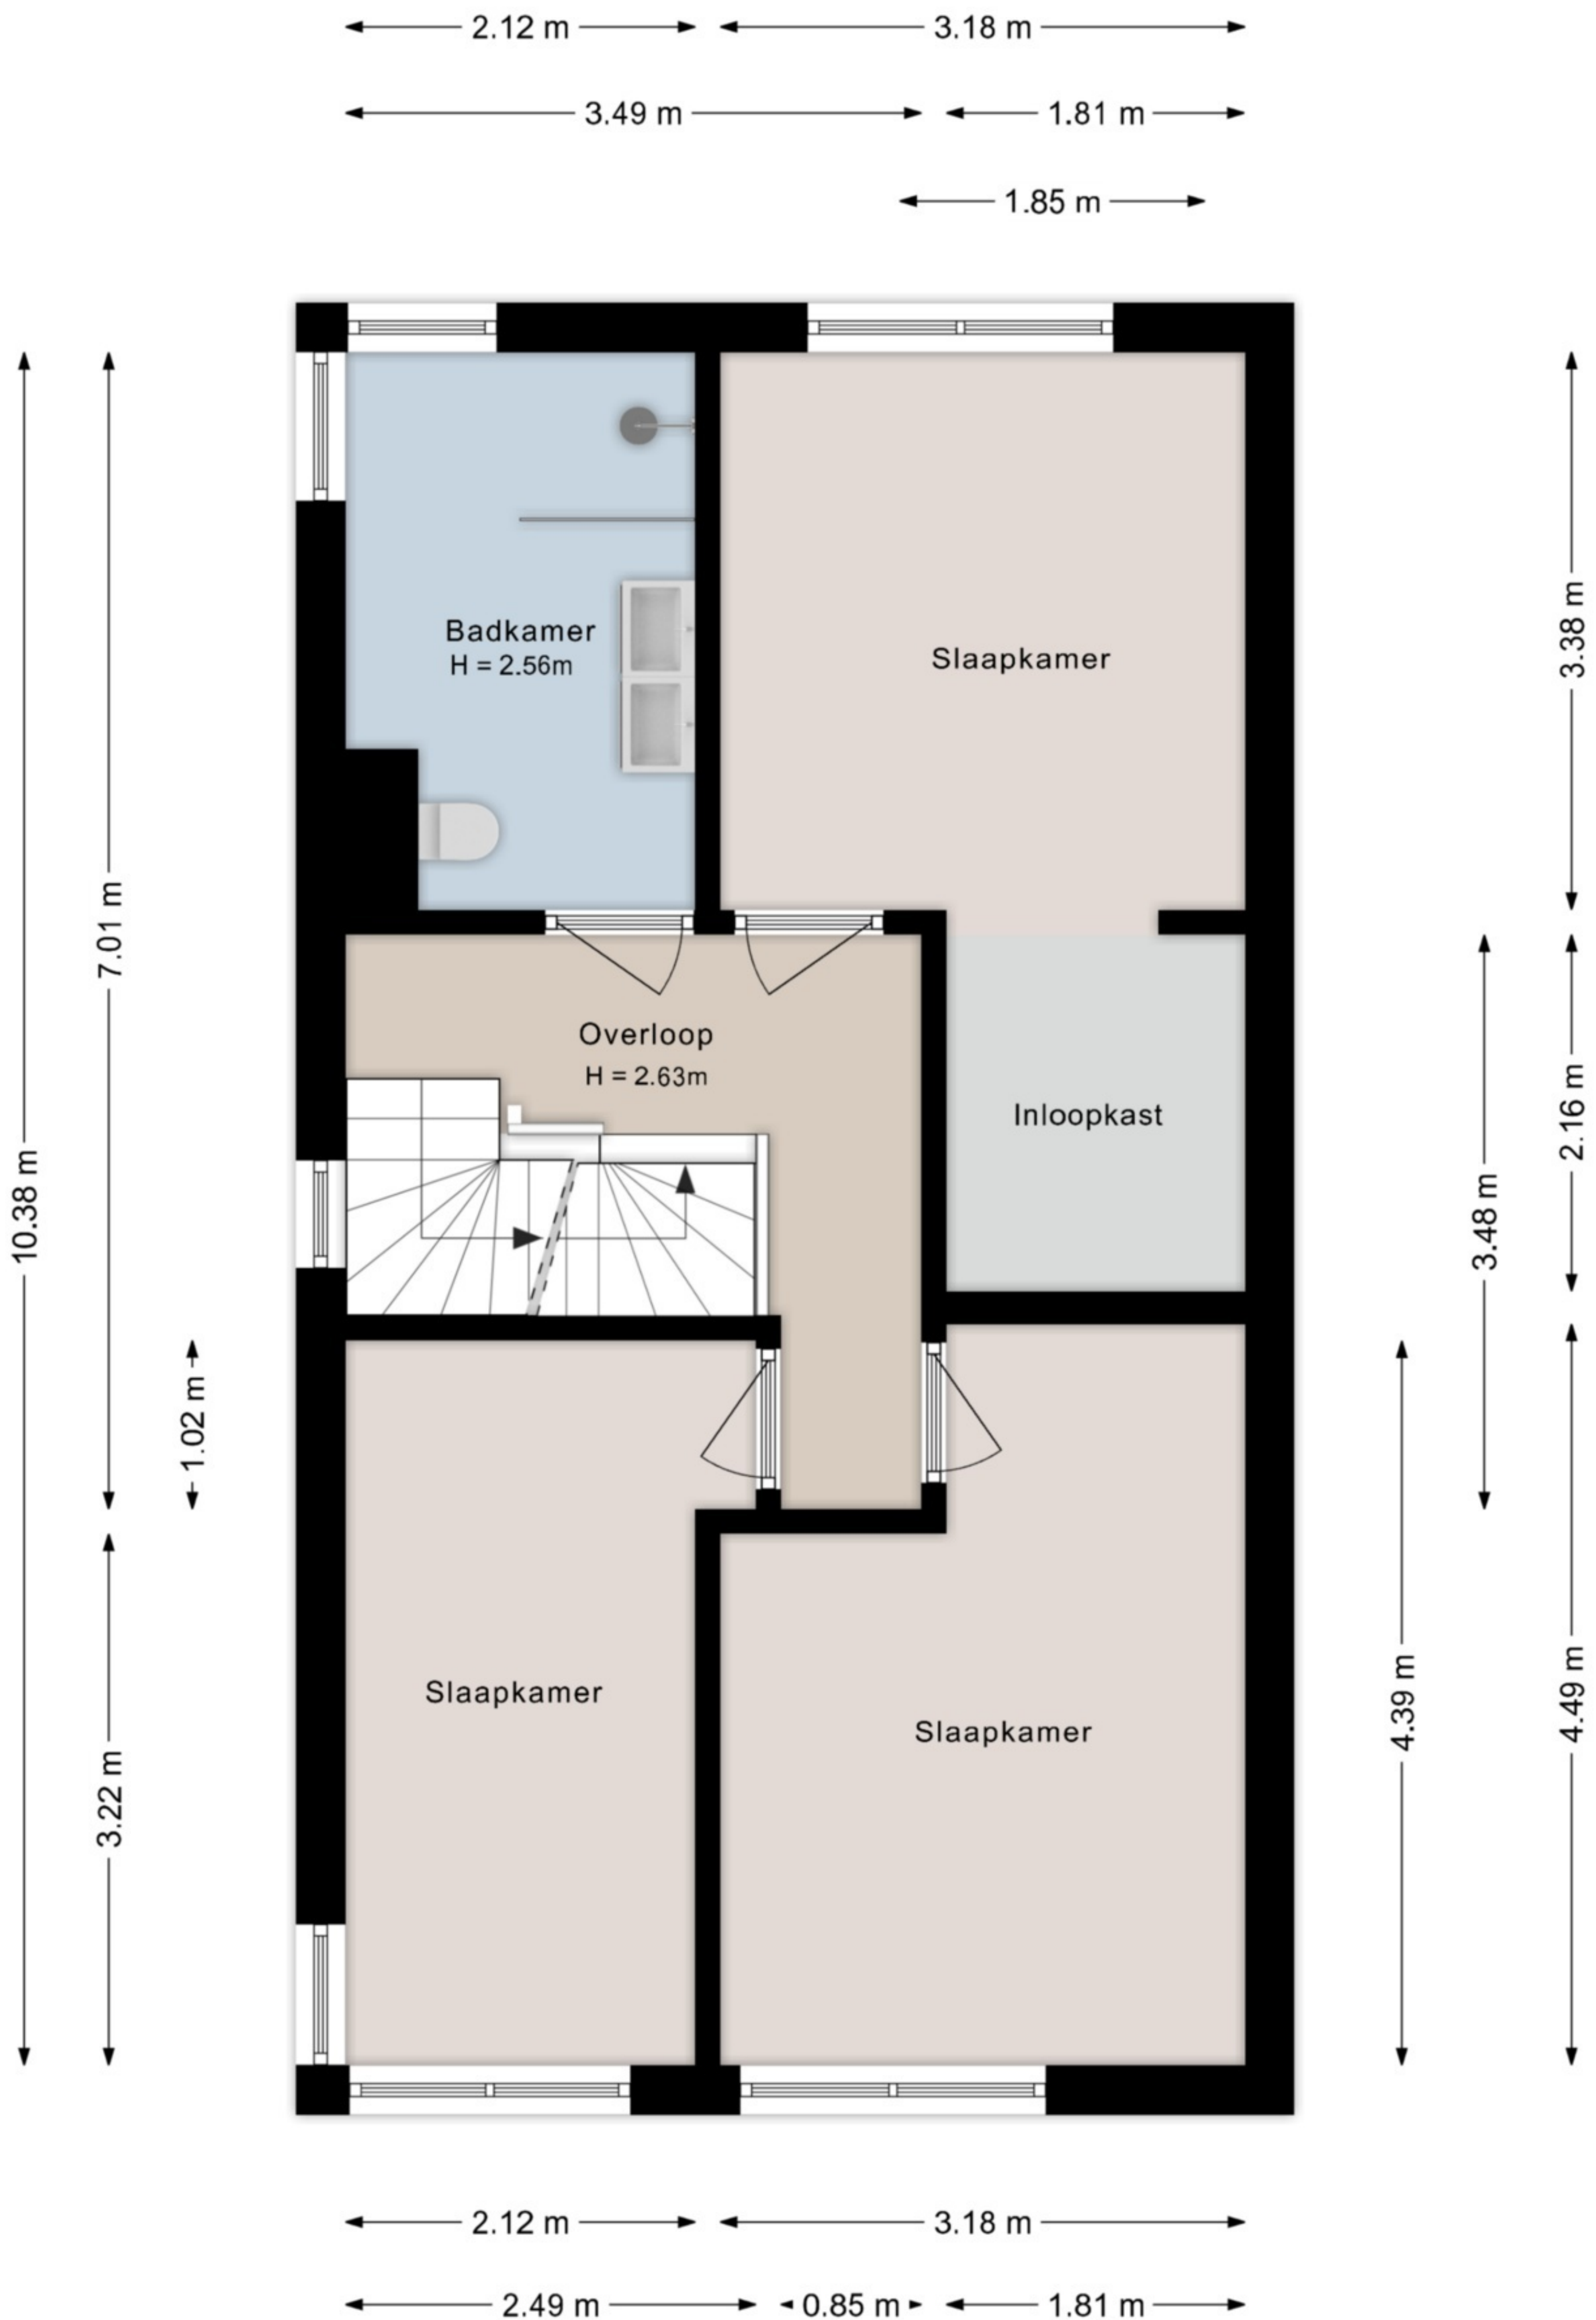 2.12 m
3.18 m
3.49 m
1.81 m
1.85 m
Badkamer
H = 2.56m
Slaapkamer
3.38 m
7.01 m
10.38 m
Overloop
H = 2.63m
Inloopkast
2.16 m
3.48 m
1.02 m
Slaapkamer
Slaapkamer
3.22 m
4.39 m
4.49 m
2.12 m
3.18 m
2.49 m
0.85 m
1.81 m